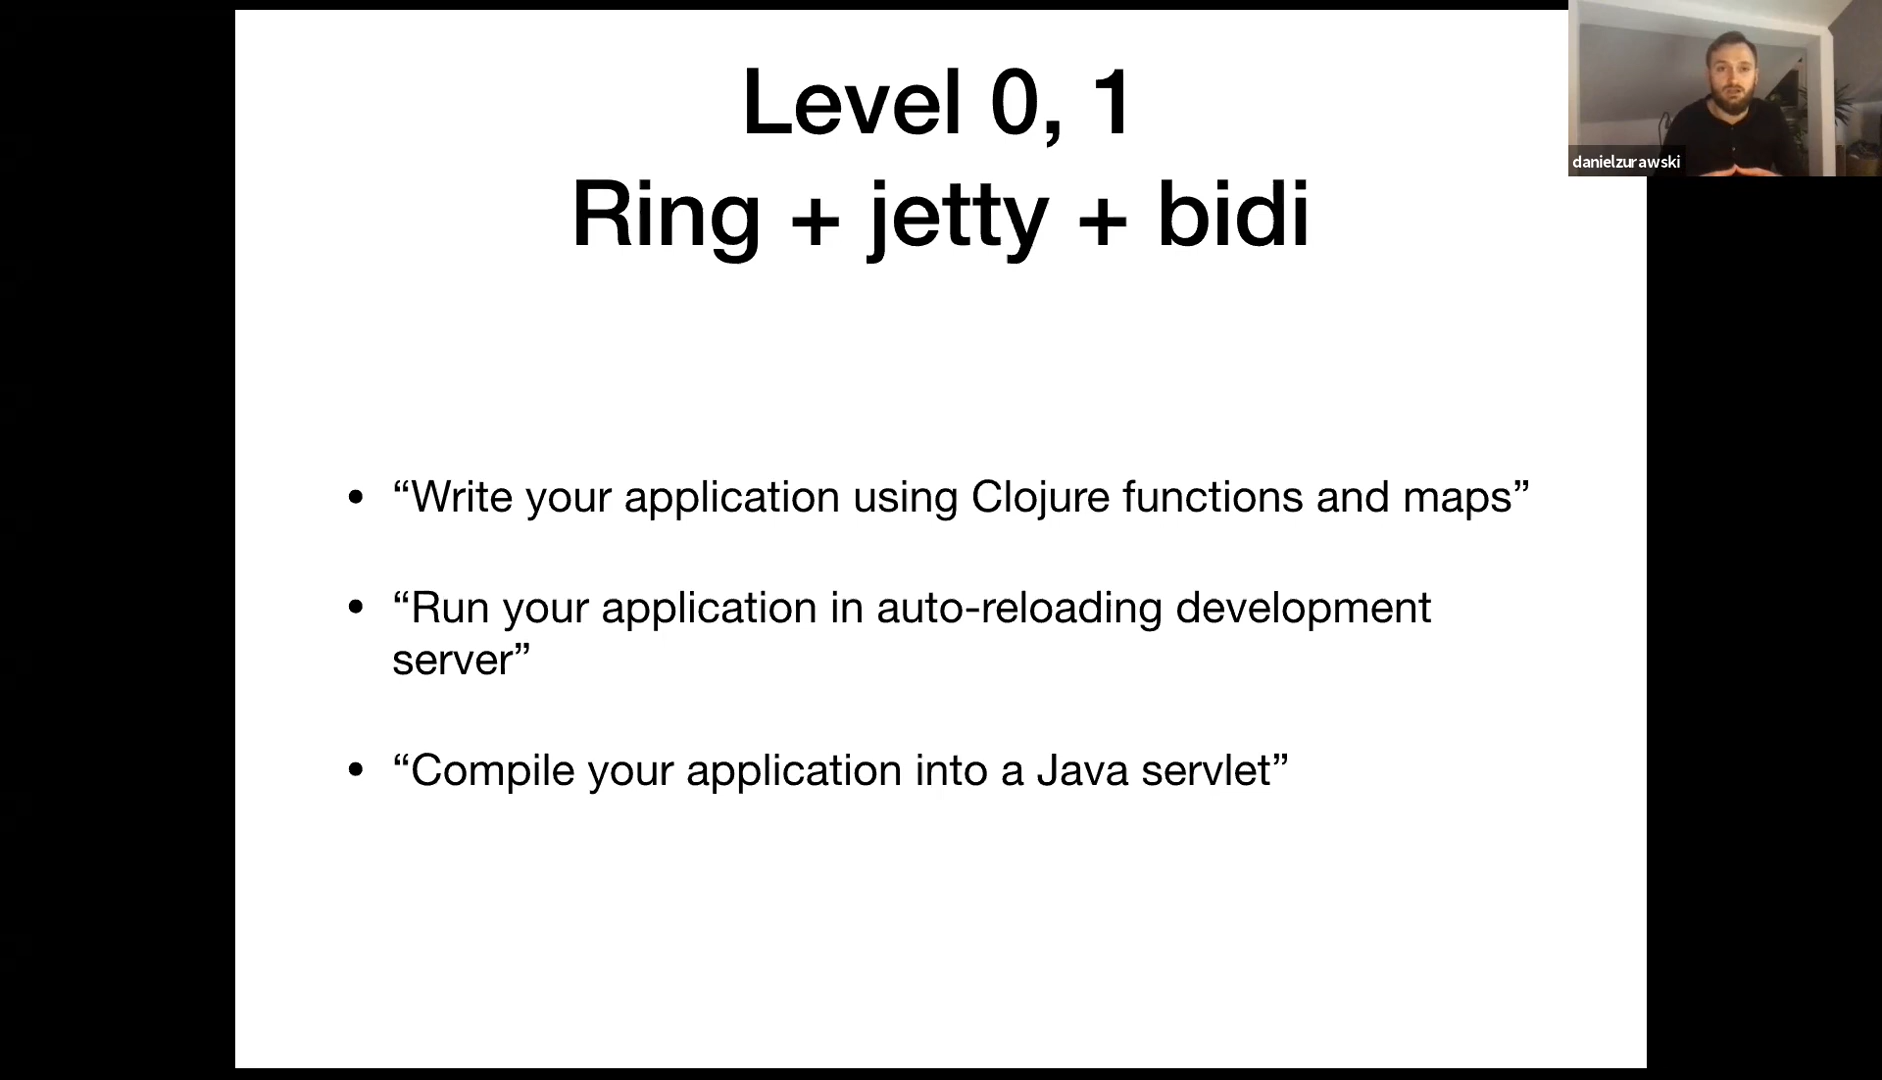 Level 0, 1
Ring + jetty + bidi
danielzurawski
• “Write your application using Clojure functions and maps”
• “Run your application in auto-reloading development
server”
• “Compile your application into a Java servlet”